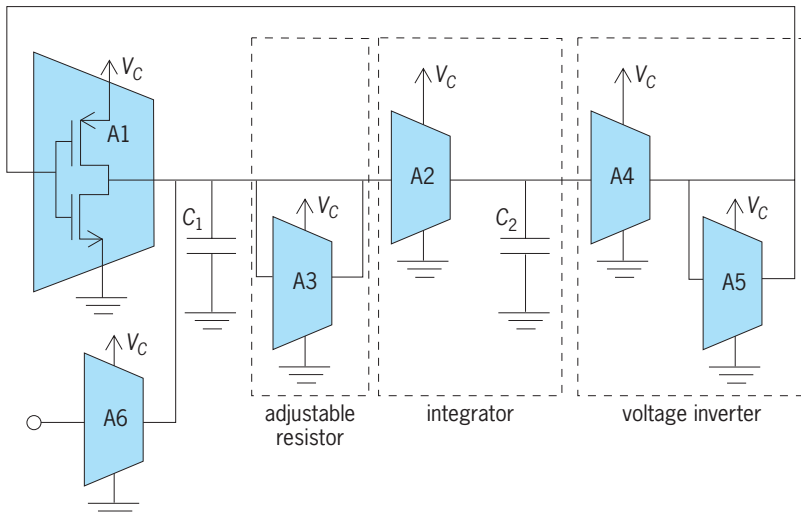 V_C
V_C
V_C
A1
A2
A4
C_1
V_C
C_2
V_C
A3
A5
V_C
A6
adjustable
resistor
integrator
voltage inverter